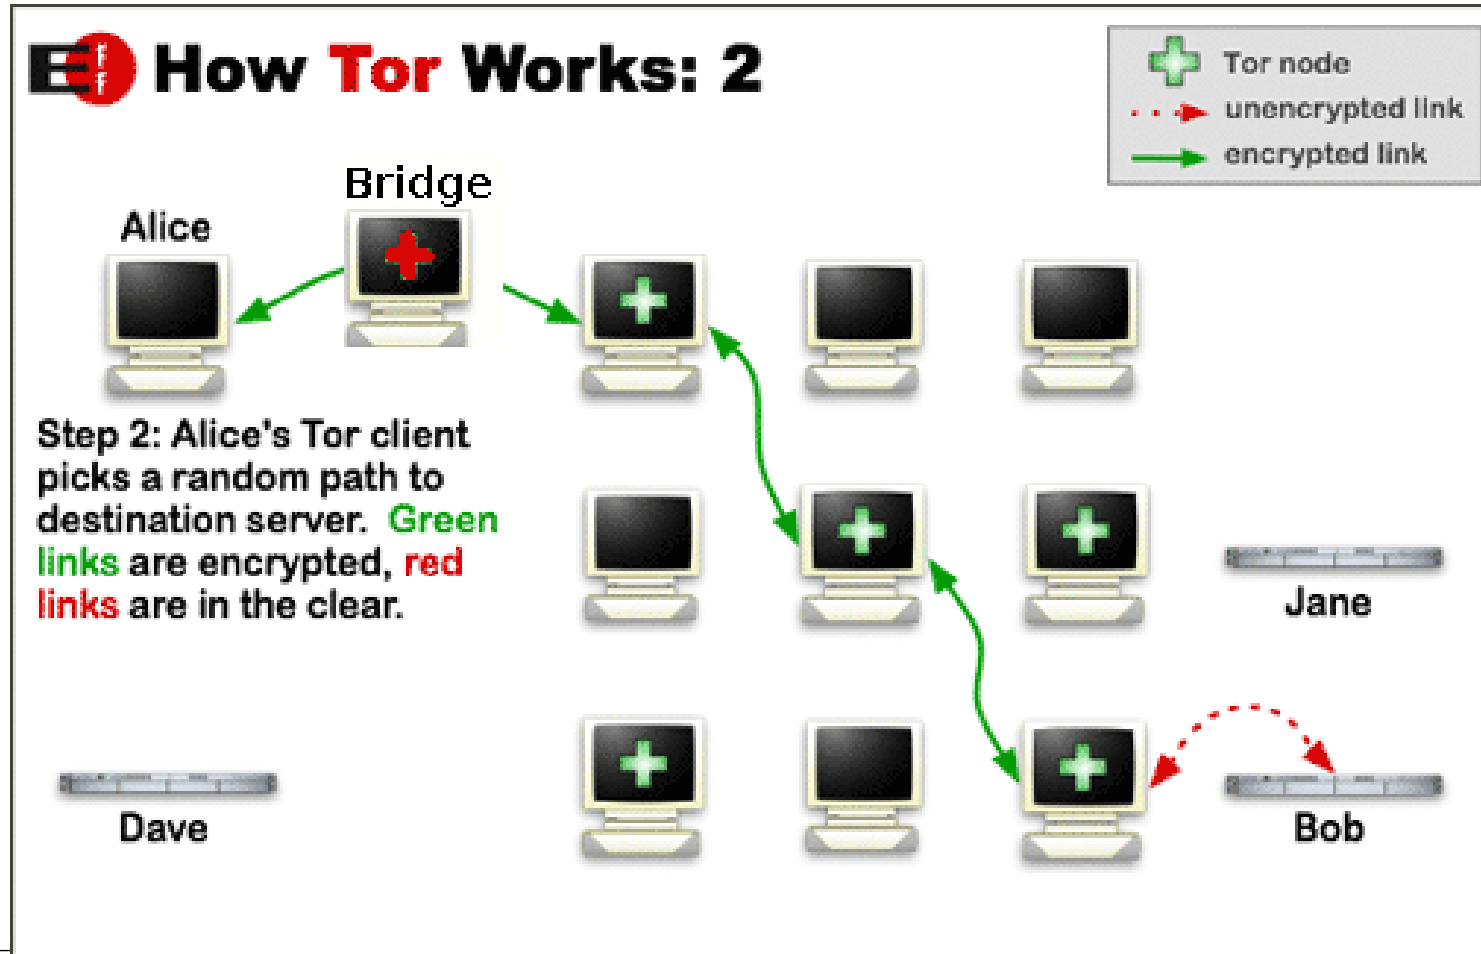 Eff How Tor Works: 2
Tor node
unencrypted link
encrypted link
Bridge
Alice
Step 2: Alice's Tor client
picks a random path to
destination server. Green
links are encrypted, red
links are in the clear.
Jane
Dave
Bob